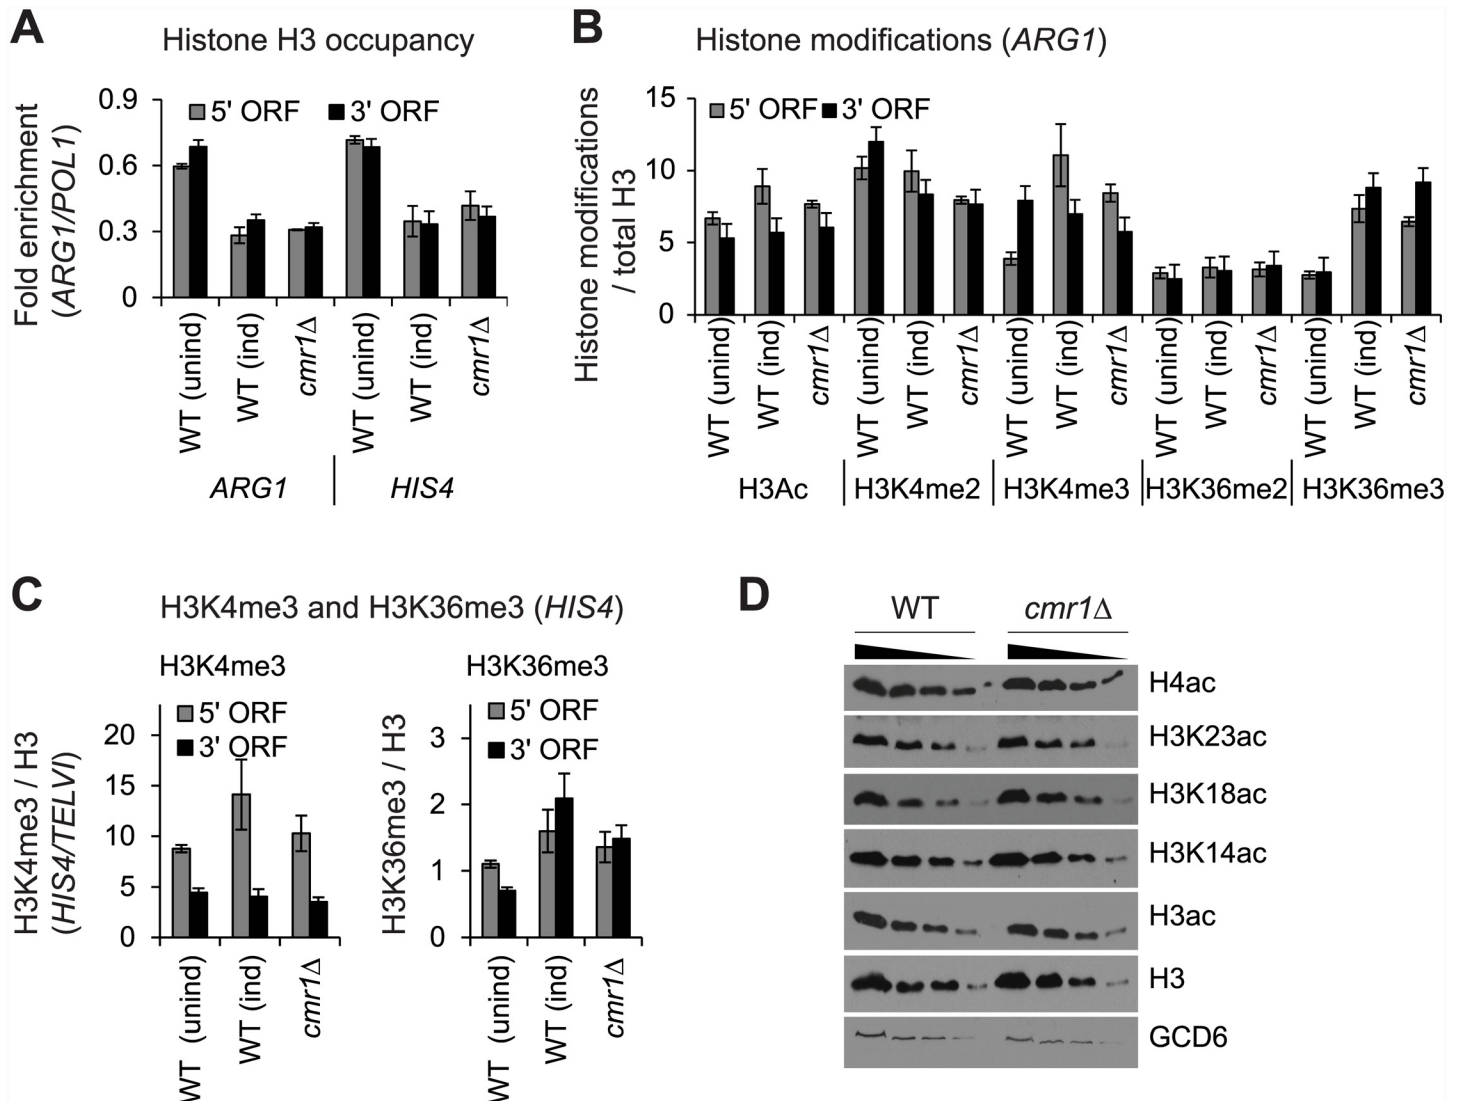 A
Histone H3 occupancy
Fold enrichment
(ARG1/POL1)
0.9
0.6
0.3
0
5' ORF
3' ORF
WT (unind)
WT (ind)
cmr1Δ
WT (unind)
WT (ind)
cmr1Δ
ARG1
HIS4
B
Histone modifications (ARG1)
Histone modifications
/ total H3
15
10
5
0
5' ORF
3' ORF
WT (unind)
WT (ind)
cmr1Δ
WT (unind)
WT (ind)
cmr1Δ
WT (unind)
WT (ind)
cmr1Δ
WT (unind)
WT (ind)
cmr1Δ
WT (unind)
WT (ind)
cmr1Δ
H3Ac
H3K4me2
H3K4me3
H3K36me2
H3K36me3
C
H3K4me3 and H3K36me3 (HIS4)
H3K4me3
H3K4me3 / H3
(HIS4/TELVI)
20
15
10
5
0
5' ORF
3' ORF
WT (unind)
WT (ind)
cmr1Δ
H3K36me3
H3K36me3 / H3
3
2
1
0
5' ORF
3' ORF
WT (unind)
WT (ind)
cmr1Δ
D
WT
cmr1Δ
H4ac
H3K23ac
H3K18ac
H3K14ac
H3ac
H3
GCD6